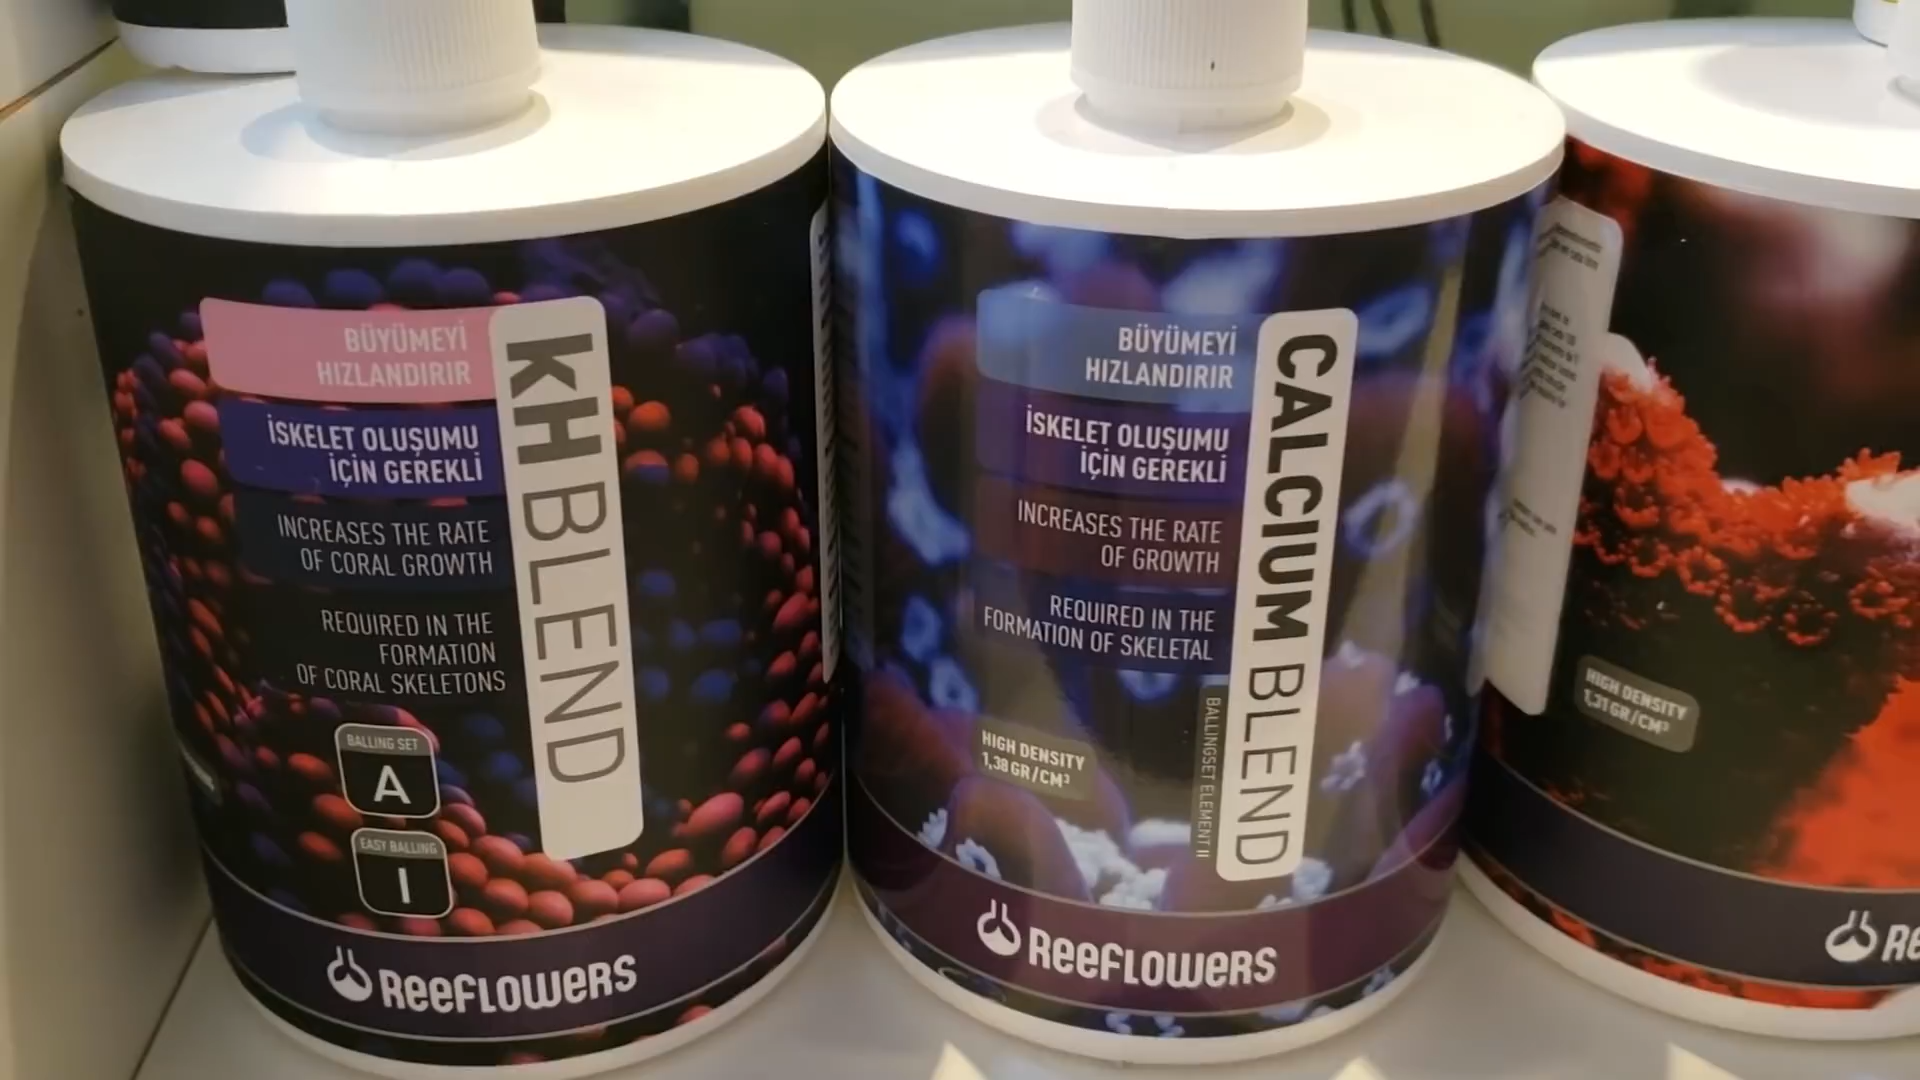 BÜYÜMEYİ
HIZLANDIRIR
İSKELET OLUŞUMU
İÇİN GEREKLİ
INCREASES THE RATE
OF CORAL GROWTH
REQUIRED IN THE
FORMATION
OF CORAL SKELETONS
KH BLEND
BALLING SET
A
EASY BALLING
I
ReeFLOWERS
BÜYÜMEYİ
HIZLANDIRIR
İSKELET OLUŞUMU
İÇİN GEREKLİ
INCREASES THE RATE
OF GROWTH
REQUIRED IN THE
FORMATION OF SKELETAL
HIGH DENSITY
1,38 GR/CM³
BALLINGSET ELEMENT II
CALCIUM BLEND
ReeFLOWERS
HIGH DENSITY
1,31 GR/CM³
Re